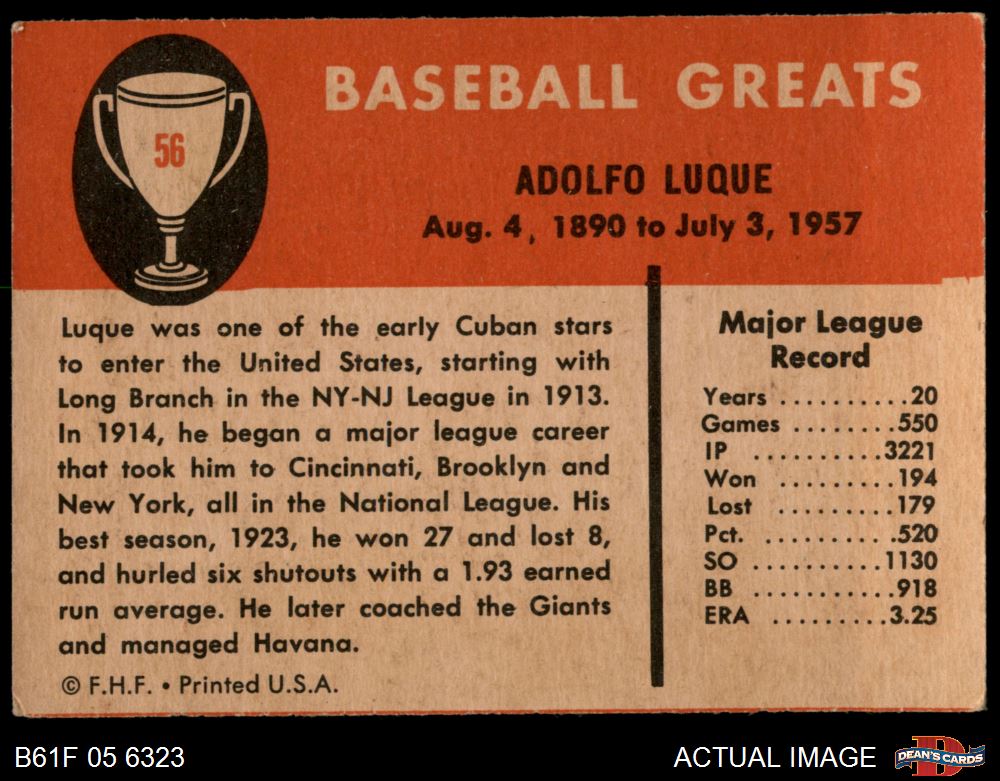 56
BASEBALL GREATS
ADOLFO LUQUE
Aug. 4, 1890 to July 3, 1957
Luque was one of the early Cuban stars
to enter the United States, starting with
Long Branch in the NY-NJ League in 1913.
In 1914, he began a major league career
that took him to Cincinnati, Brooklyn and
New York, all in the National League. His
best season, 1923, he won 27 and lost 8,
and hurled six shutouts with a 1.93 earned
run average. He later coached the Giants
and managed Havana.
© F.H.F. • Printed U.S.A.
Major League
Record
Years ..........20
Games ........550
IP ..........3221
Won .........194
Lost .........179
Pct. ..........520
SO ..........1130
BB ...........918
ERA .........3.25
B61F 05 6323
ACTUAL IMAGE
D
DEAN'S CARDS